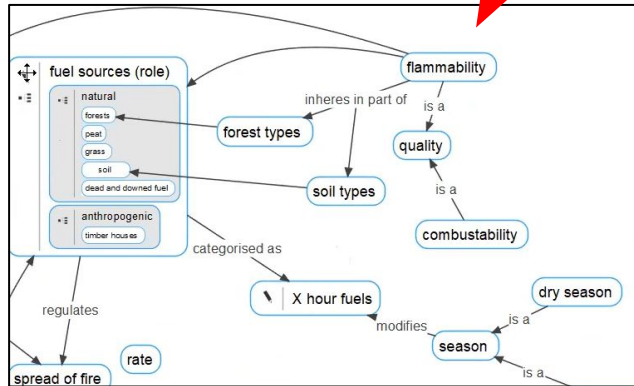 fuel sources (role)
natural
forests
peat
grass
soil
dead and downed fuel
anthropogenic
timber houses
flammability
inheres in part of
forest types
is a
quality
soil types
is a
combustability
categorised as
X hour fuels
dry season
modifies
is a
season
regulates
rate
is a
spread of fire